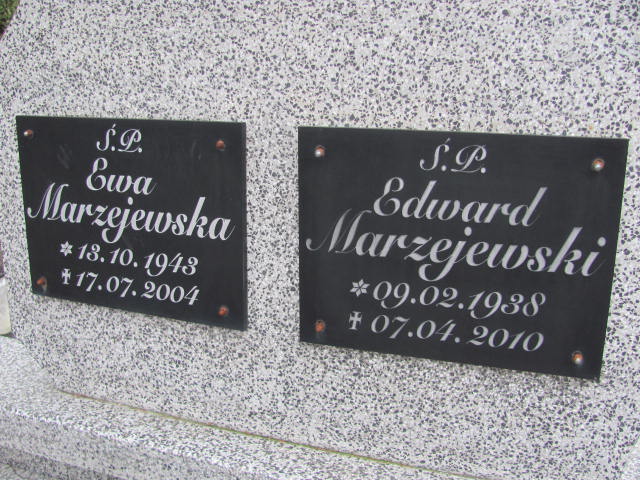 Ś.P.
Ewa
Marzejewska
* 13.10.1943
✝ 17.07.2004
Ś.P.
Edward
Marzejewski
* 09.02.1938
✝ 07.04.2010